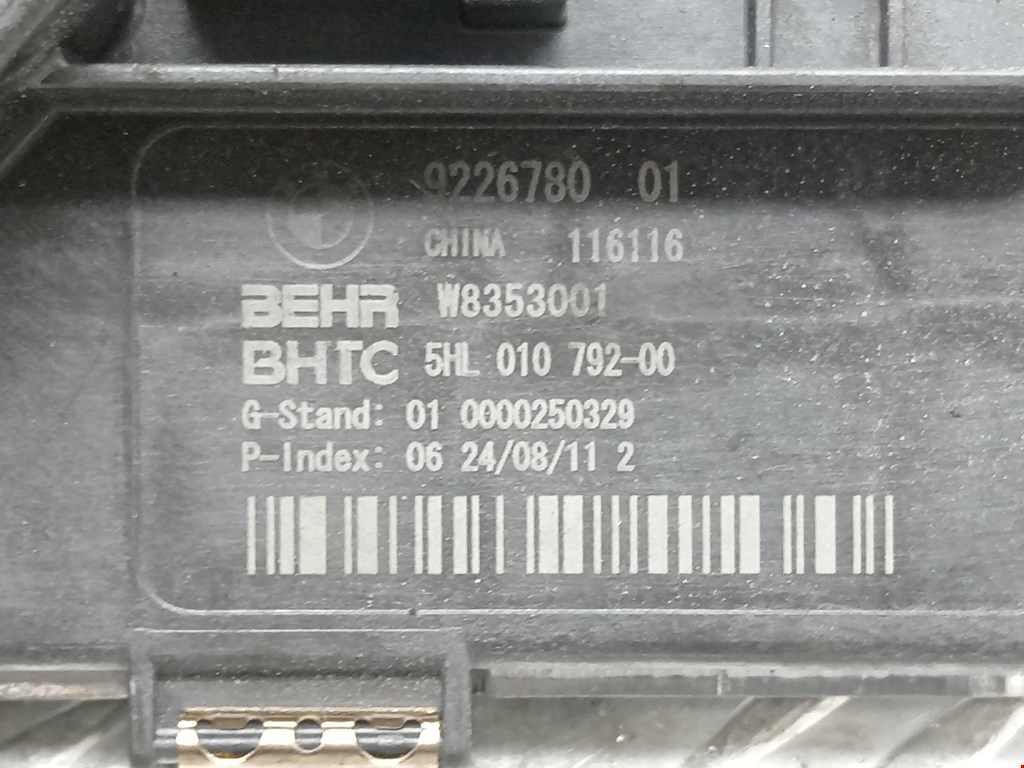 9226780 01
CHINA 116116
BEHR W8353001
BHTC 5HL 010 792-00
G-Stand: 01 0000250329
P-Index: 06 24/08/11 2